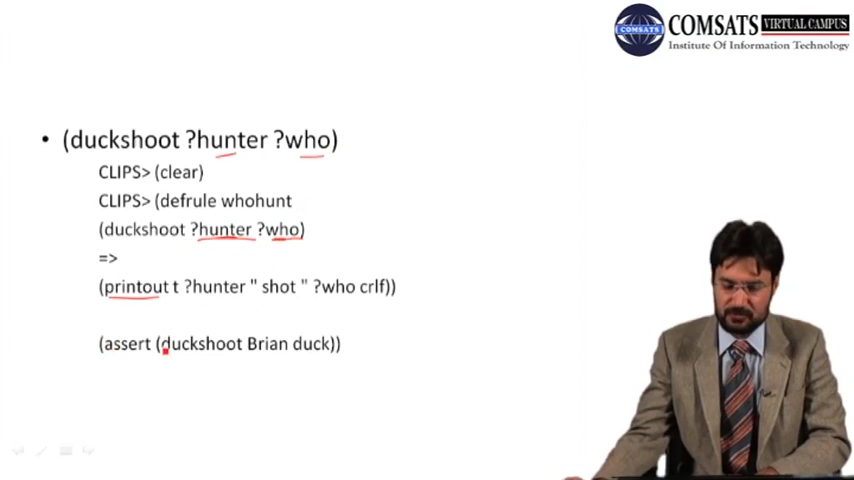 COMSATS
COMSATS VIRTUAL CAMPUS
Institute Of Information Technology
• (duckshoot ?hunter ?who)
CLIPS> (clear)
CLIPS> (defrule whohunt
(duckshoot ?hunter ?who)
=>
(printout t ?hunter " shot " ?who crlf))
(assert (duckshoot Brian duck))